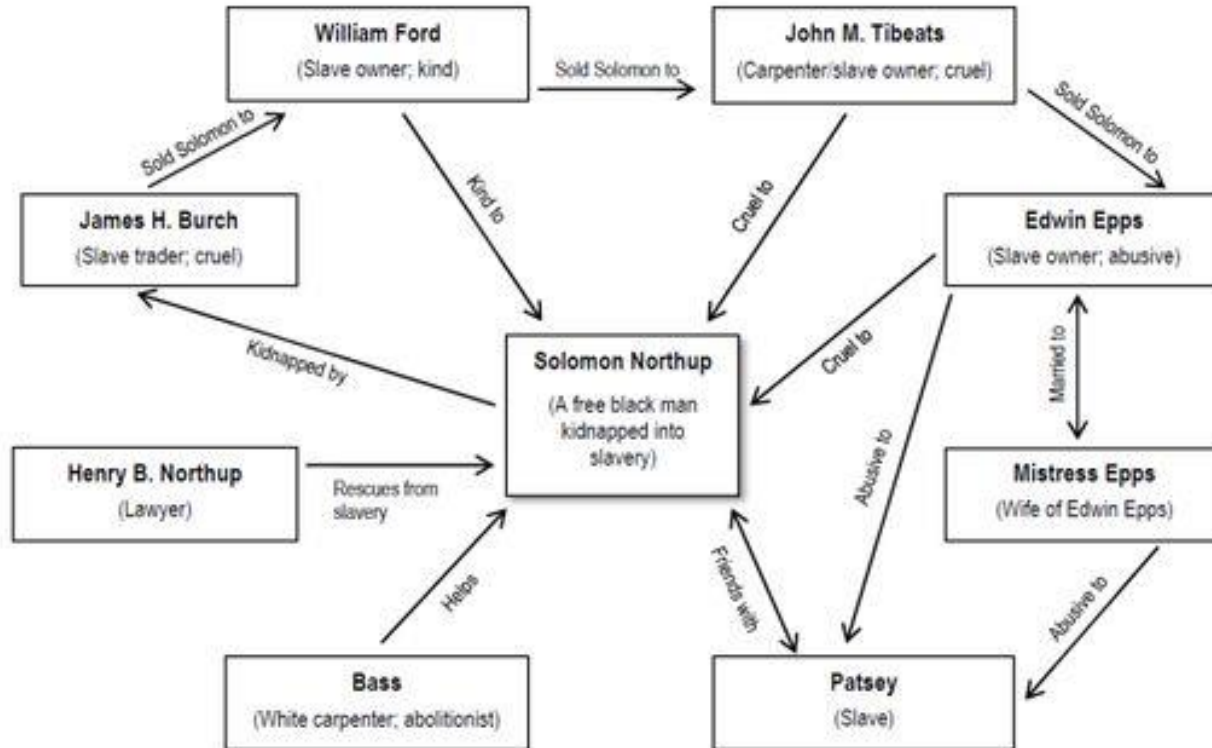 William Ford
(Slave owner; kind)
Sold Solomon to
John M. Tibeats
(Carpenter/slave owner; cruel)
Sold Solomon to
Sold Solomon to
James H. Burch
(Slave trader; cruel)
Kind to
Cruel to
Edwin Epps
(Slave owner; abusive)
Kidnapped by
Solomon Northup
(A free black man
kidnapped into
slavery)
Cruel to
Married to
Henry B. Northup
(Lawyer)
Rescues from
slavery
Abusive to
Mistress Epps
(Wife of Edwin Epps)
Helps
Friends with
Abusive to
Bass
(White carpenter; abolitionist)
Patsey
(Slave)